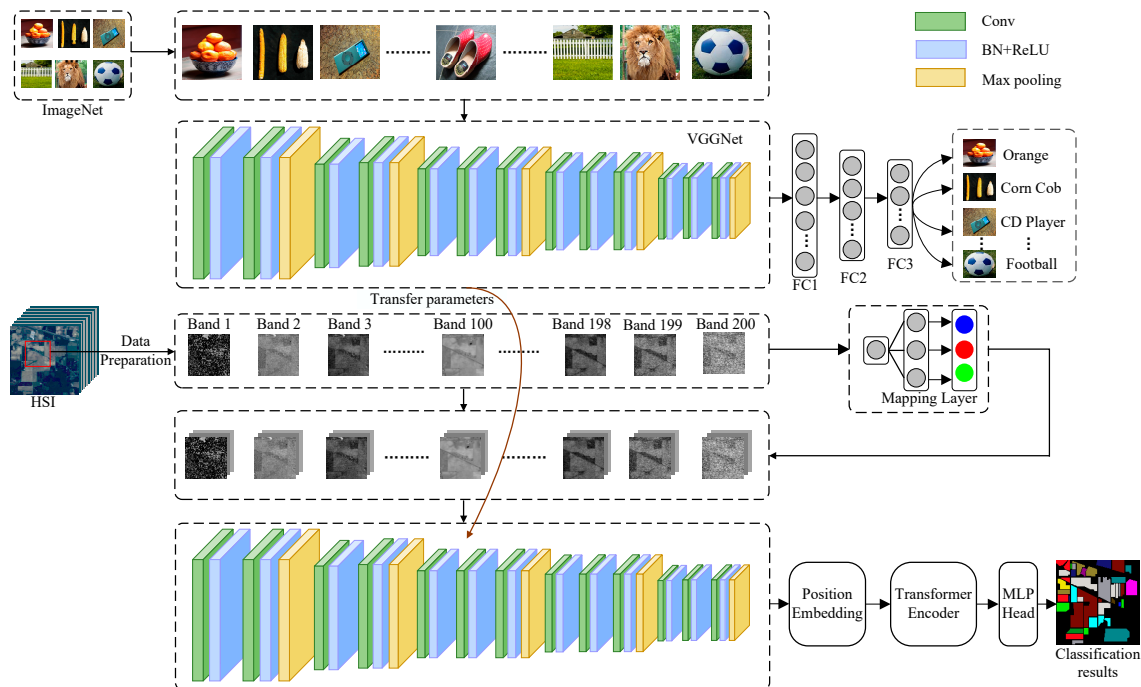 Conv
BN+ReLU
Max pooling
ImageNet
VGGNet
Orange
Corn Cob
CD Player
Football
FC1
FC2
FC3
Transfer parameters
Data
Preparation
HSI
Band 1
Band 2
Band 3
Band 100
Band 198
Band 199
Band 200
Mapping Layer
Position
Embedding
Transformer
Encoder
MLP
Head
Classification
results